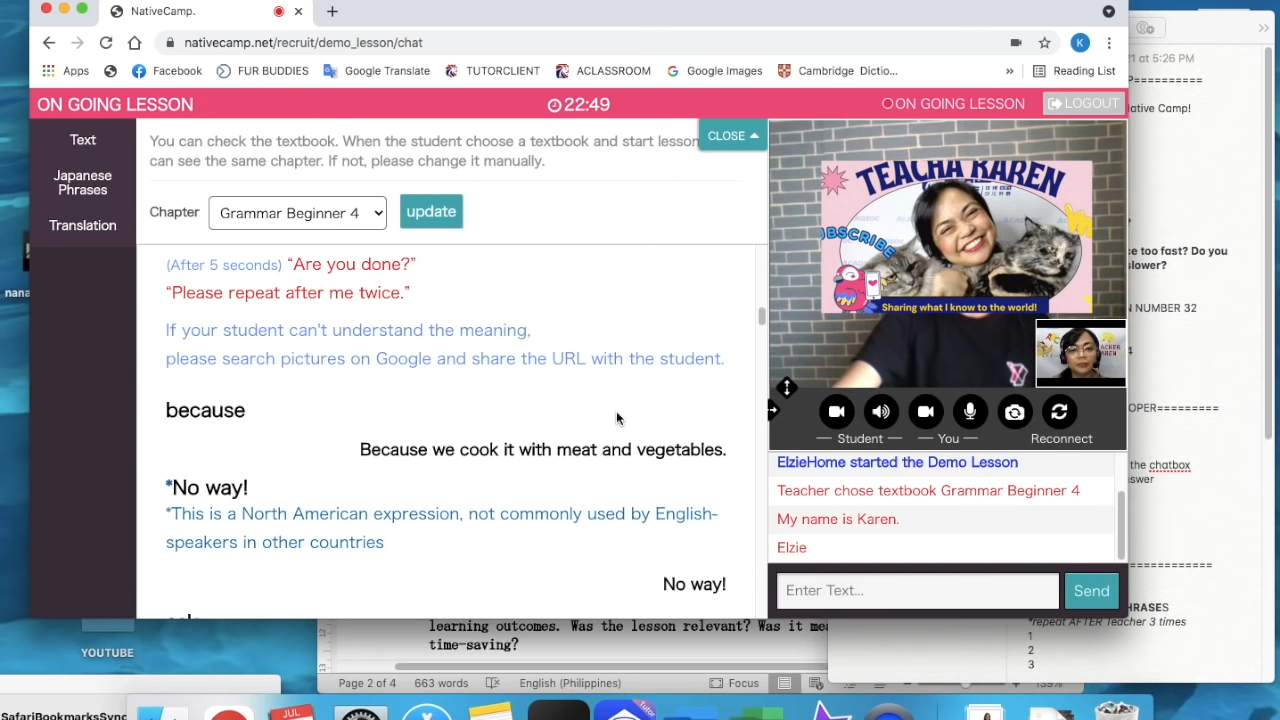 NativeCamp.
nativecamp.net/recruit/demo_lesson/chat
Apps
Facebook
FUR BUDDIES
Google Translate
TUTORCLIENT
ACLASSROOM
Google Images
Cambridge Dictio...
»
Reading List
ON GOING LESSON
22:49
ON GOING LESSON
LOGOUT
Text
Japanese
Phrases
Translation
You can check the textbook. When the student choose a textbook and start lesson
can see the same chapter. If not, please change it manually.
CLOSE
Chapter
Grammar Beginner 4
update
(After 5 seconds) “Are you done?”
“Please repeat after me twice.”
If your student can't understand the meaning,
please search pictures on Google and share the URL with the student.
because
Because we cook it with meat and vegetables.
*No way!
*This is a North American expression, not commonly used by English-
speakers in other countries
No way!
TEACHA KAREN
Sharing what I know to the world!
Student
You
Reconnect
ElzieHome started the Demo Lesson
Teacher chose textbook Grammar Beginner 4
My name is Karen.
Elzie
Enter Text...
Send
at 5:26 PM
ative Camp!
e too fast? Do you
slower?
N NUMBER 32
4
OPER=========
the chatbox
swer
HRASES
*repeat AFTER Teacher 3 times
1
2
3
nana
YOUTUBE
learning outcomes. Was the lesson relevant? Was it mea
time-saving?
Page 2 of 4
663 words
English (Philippines)
Focus
159%
SafariBookmarksSync
JUL